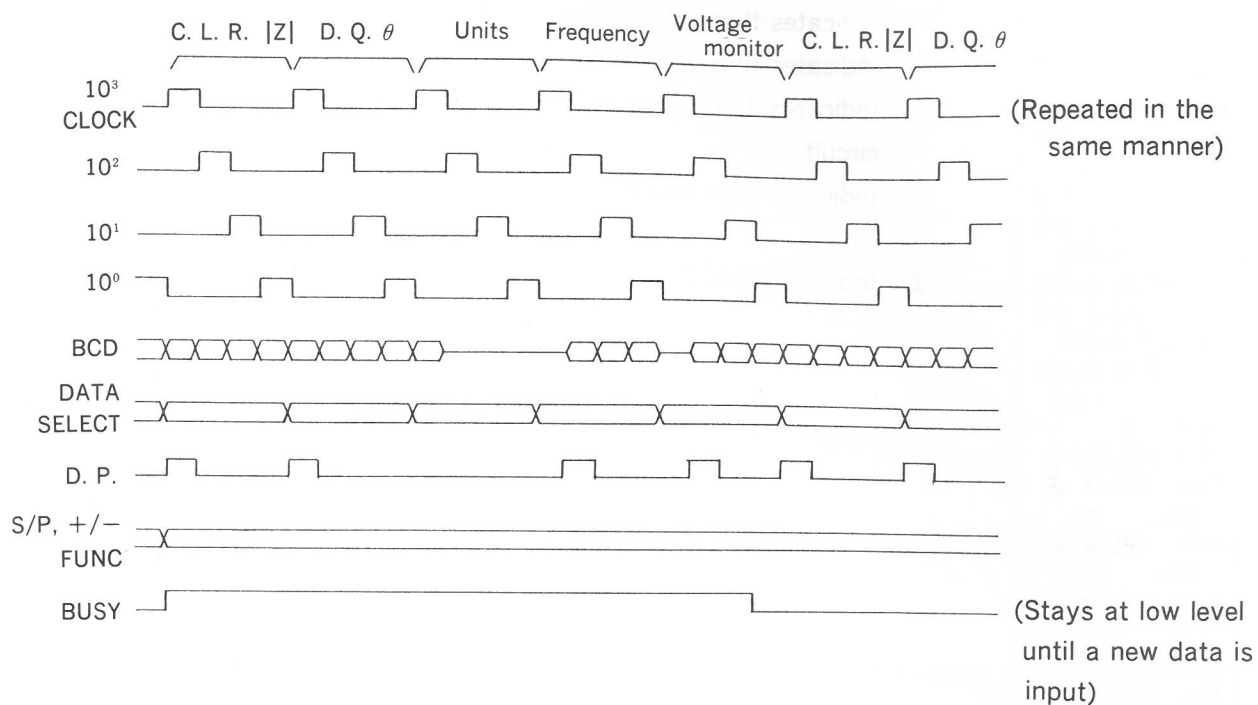 C. L. R. |Z| D. Q. θ Units Frequency Voltage monitor C. L. R. |Z| D. Q. θ
10³ CLOCK
(Repeated in the same manner)
10²
10¹
10⁰
BCD
DATA SELECT
D. P.
S/P, +/− FUNC
BUSY
(Stays at low level
until a new data is
input)